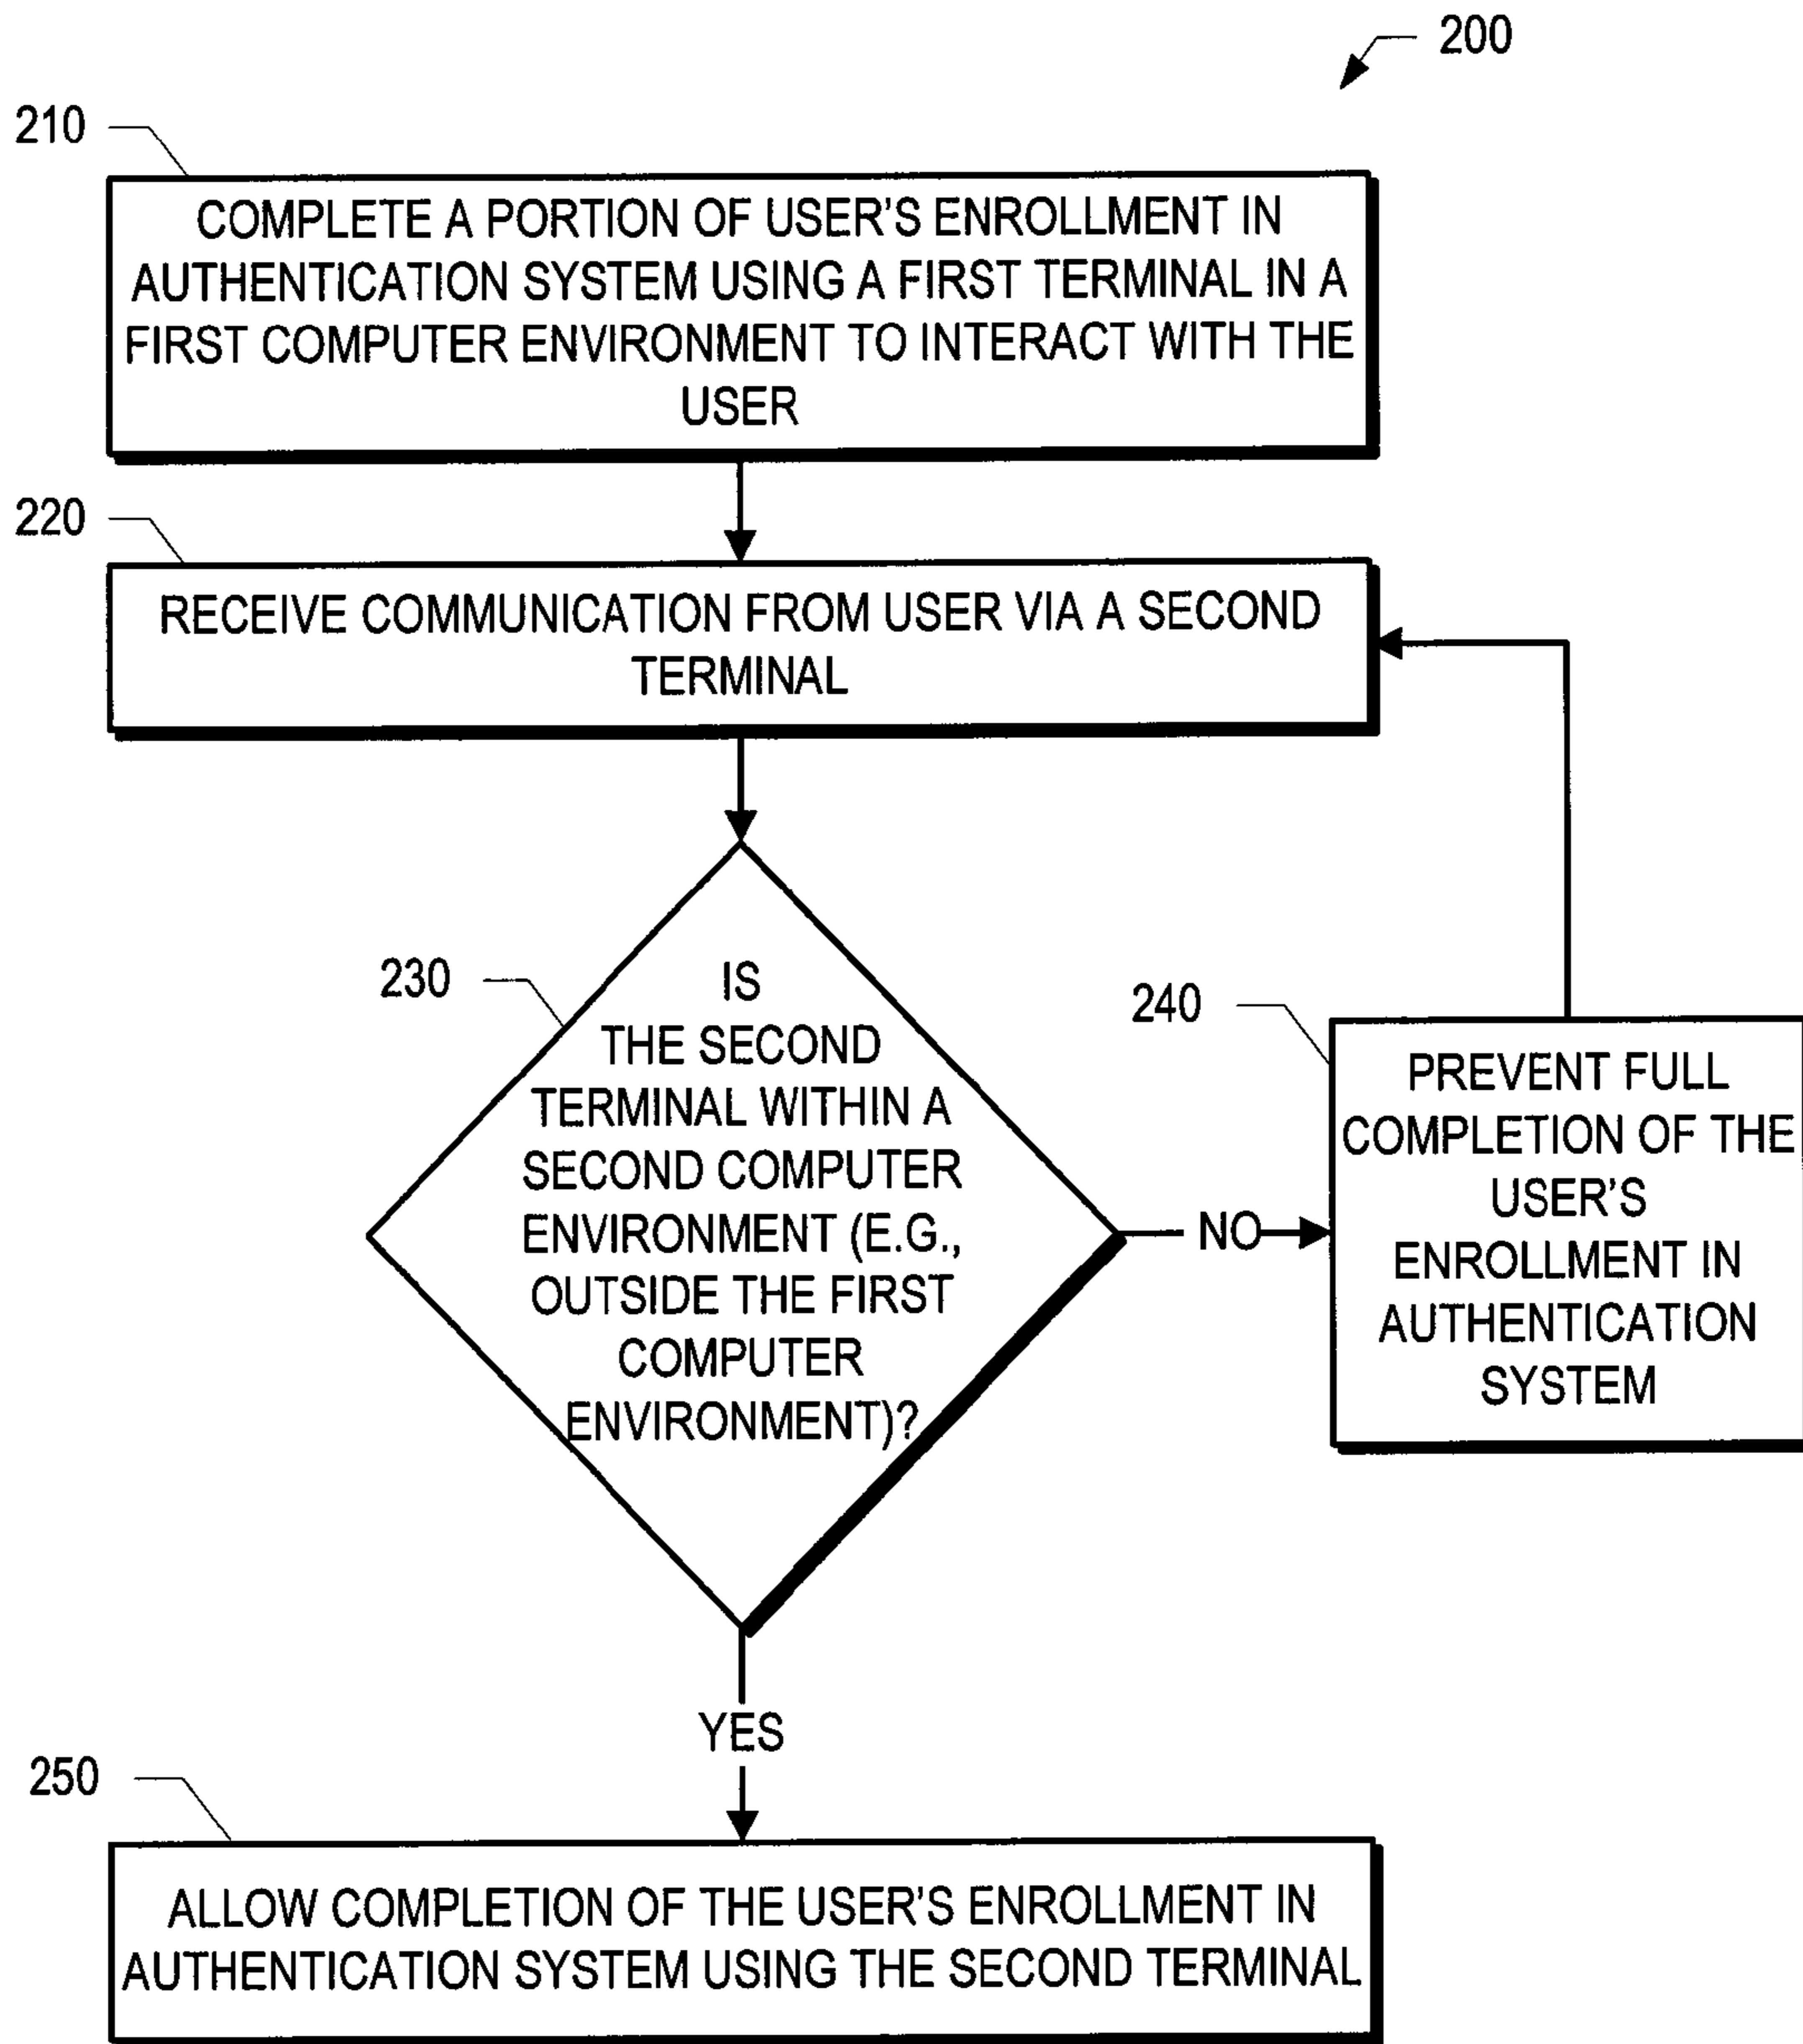 200
210
COMPLETE A PORTION OF USER'S ENROLLMENT IN
AUTHENTICATION SYSTEM USING A FIRST TERMINAL IN A
FIRST COMPUTER ENVIRONMENT TO INTERACT WITH THE
USER
220
RECEIVE COMMUNICATION FROM USER VIA A SECOND
TERMINAL
230
IS
THE SECOND
TERMINAL WITHIN A
SECOND COMPUTER
ENVIRONMENT (E.G.,
OUTSIDE THE FIRST
COMPUTER
ENVIRONMENT)?
NO
240
PREVENT FULL
COMPLETION OF THE
USER'S
ENROLLMENT IN
AUTHENTICATION
SYSTEM
YES
250
ALLOW COMPLETION OF THE USER'S ENROLLMENT IN
AUTHENTICATION SYSTEM USING THE SECOND TERMINAL